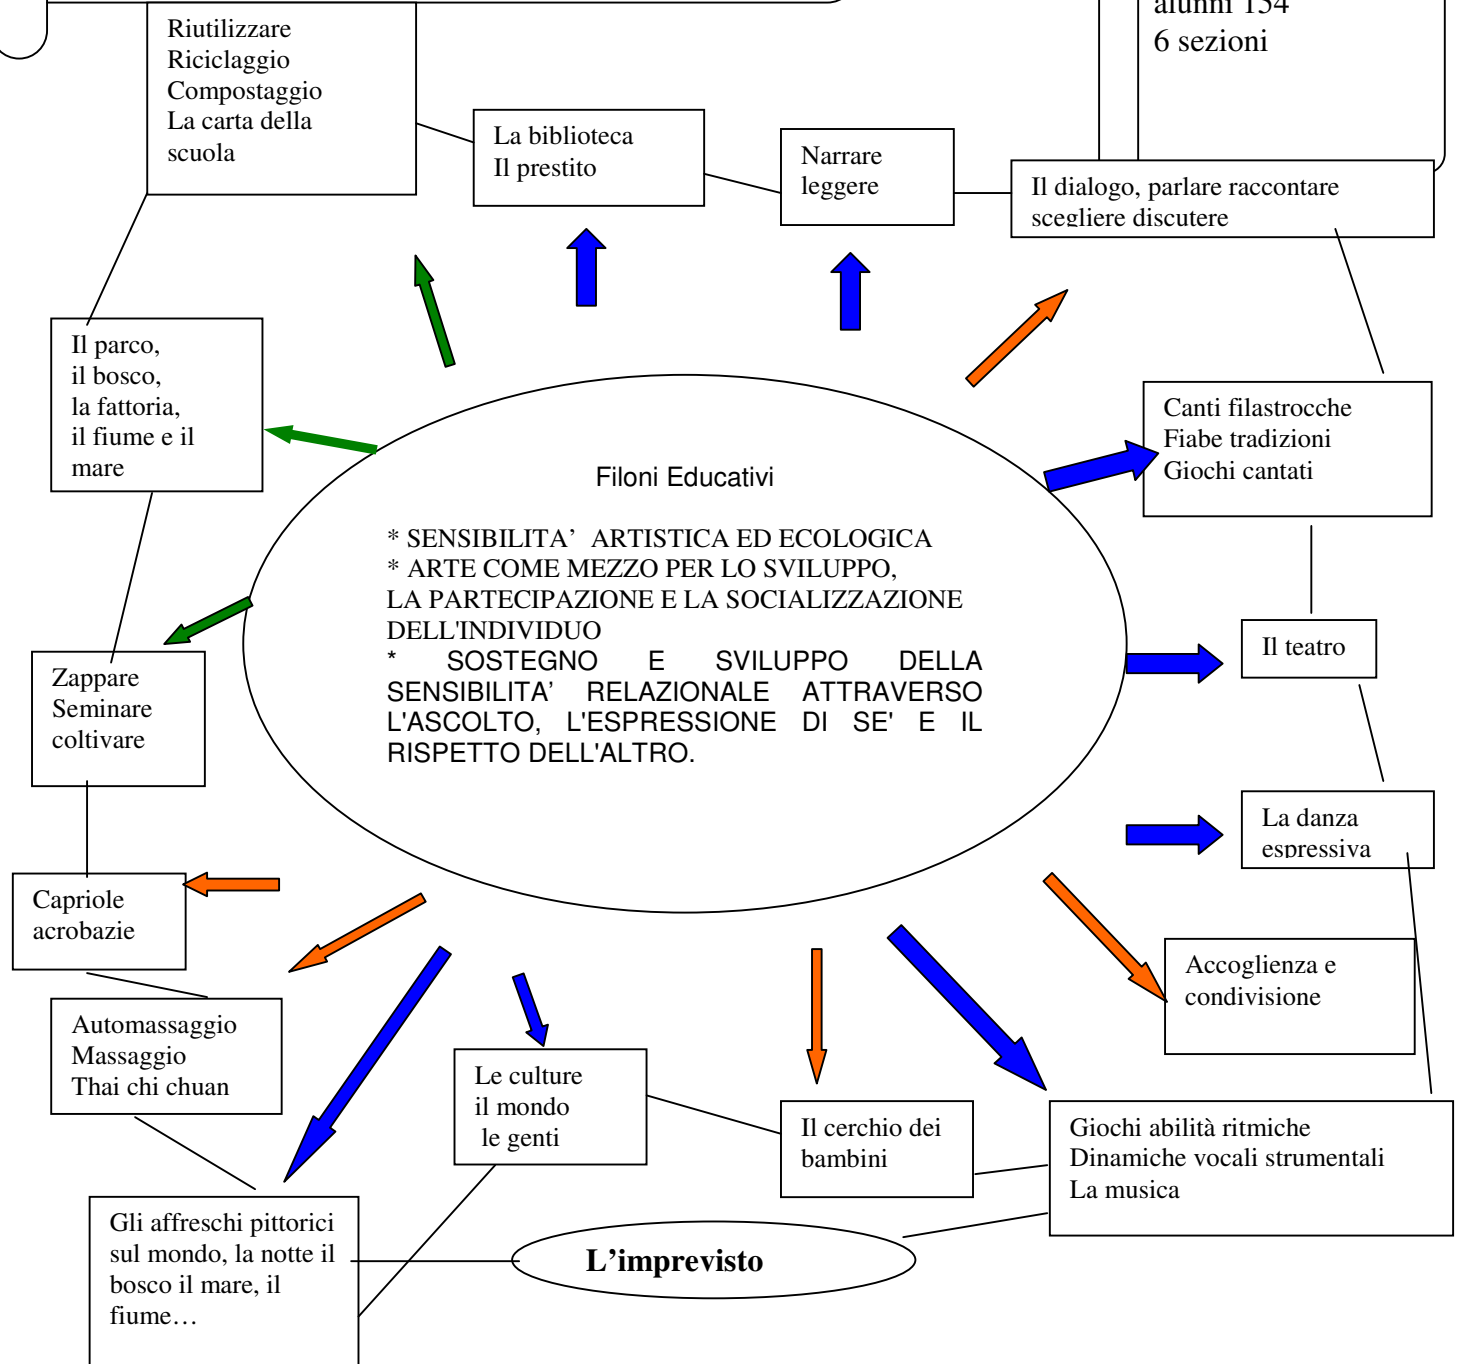 alunni 154
6 sezioni
Riutilizzare
Riciclaggio
Compostaggio
La carta della
scuola
La biblioteca
Il prestito
Narrare
leggere
Il dialogo, parlare raccontare
scegliere discutere
Il parco,
il bosco,
la fattoria,
il fiume e il
mare
Canti filastrocche
Fiabe tradizioni
Giochi cantati
Filoni Educativi
* SENSIBILITA’ ARTISTICA ED ECOLOGICA
* ARTE COME MEZZO PER LO SVILUPPO,
LA PARTECIPAZIONE E LA SOCIALIZZAZIONE
DELL'INDIVIDUO
* SOSTEGNO E SVILUPPO DELLA
SENSIBILITA’ RELAZIONALE ATTRAVERSO
L'ASCOLTO, L'ESPRESSIONE DI SE' E IL
RISPETTO DELL'ALTRO.
Il teatro
Zappare
Seminare
coltivare
La danza
espressiva
Capriole
acrobazie
Accoglienza e
condivisione
Automassaggio
Massaggio
Thai chi chuan
Le culture
il mondo
le genti
Il cerchio dei
bambini
Giochi abilità ritmiche
Dinamiche vocali strumentali
La musica
Gli affreschi pittorici
sul mondo, la notte il
bosco il mare, il
fiume…
L’imprevisto